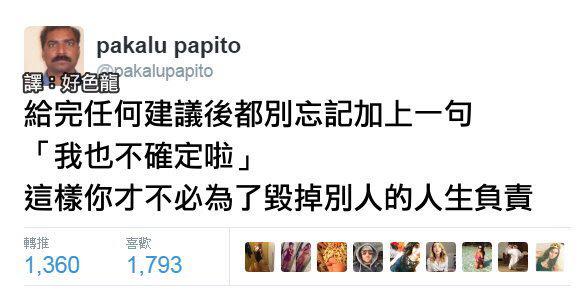 pakalu papito
@pakalupapito
譯：好色龍
給完任何建議後都別忘記加上一句
「我也不確定啦」
這樣你才不必為了毀掉別人的人生負責
轉推 喜歡
1,360 1,793